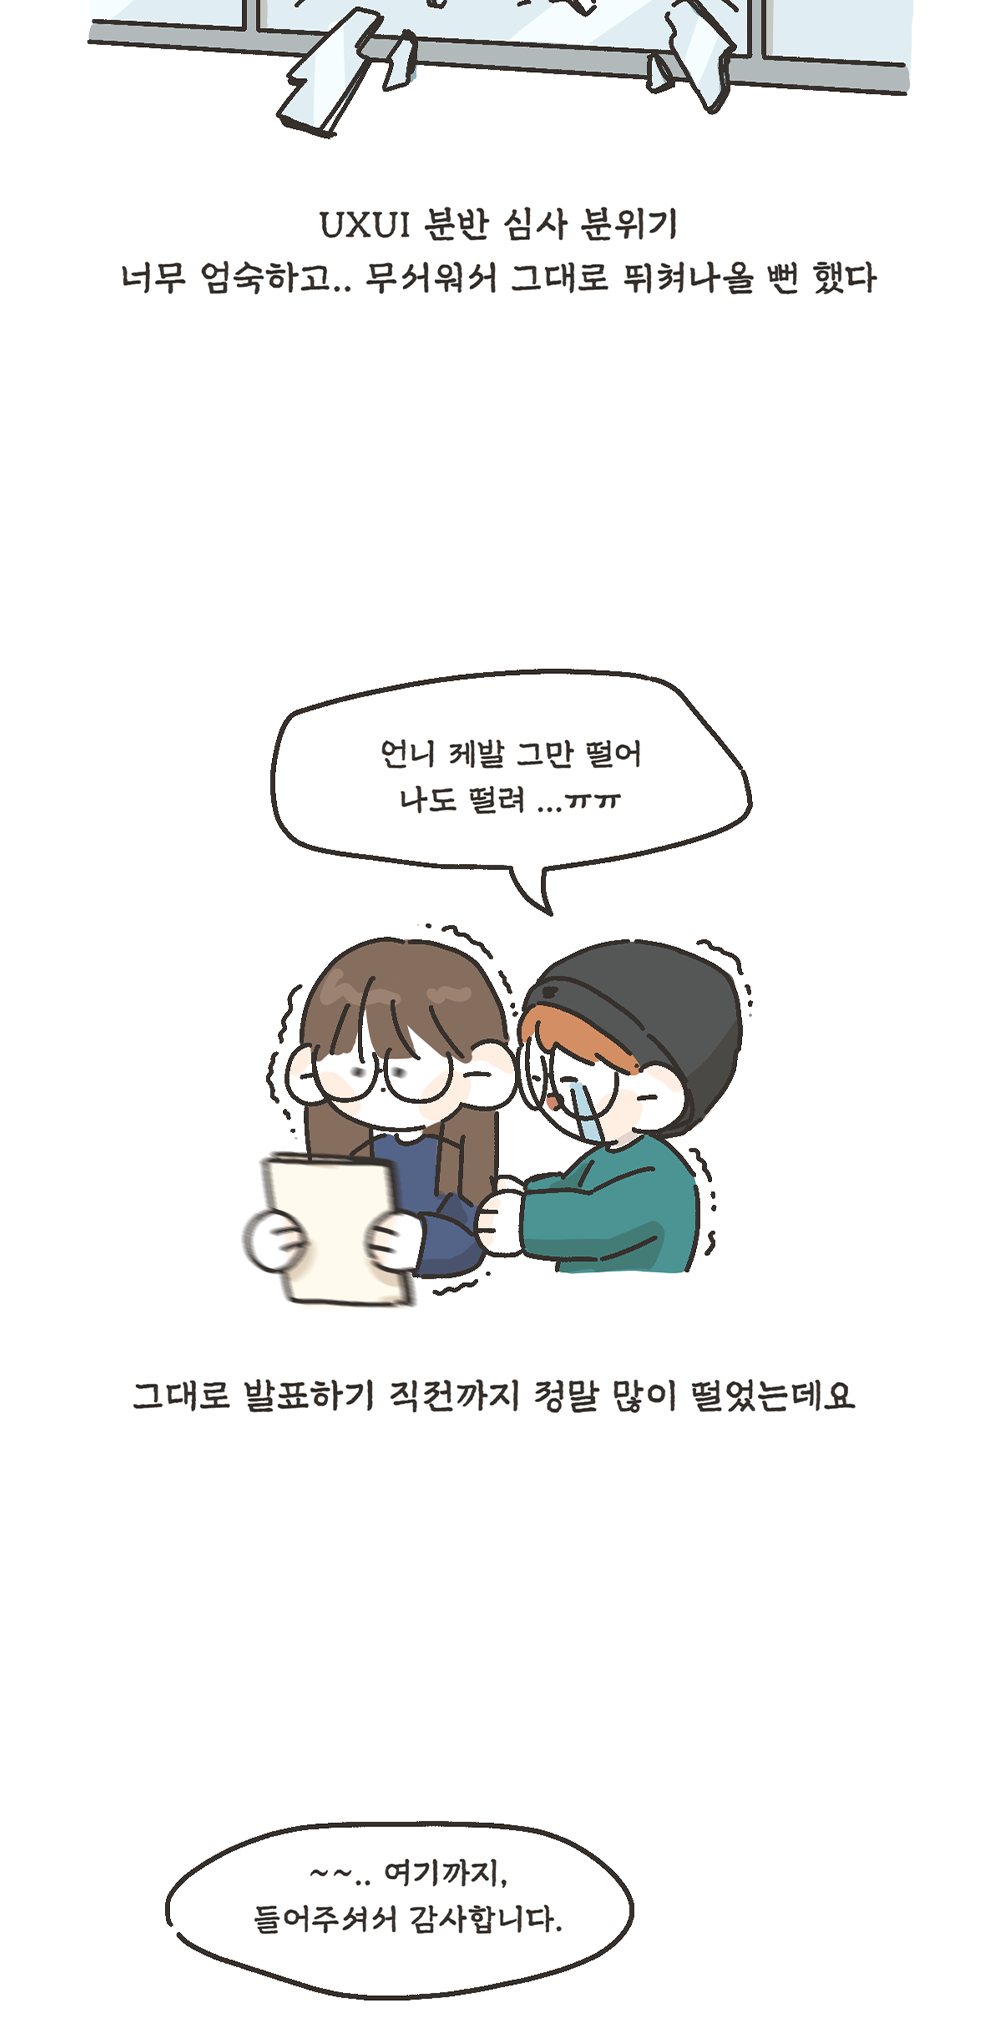 UXUI 분반 심사 분위기
너무 엄숙하고.. 무서워서 그대로 뛰쳐나올 뻔 했다
언니 제발 그만 떨어
나도 떨려 ...ㅠㅠ
그대로 발표하기 직전까지 정말 많이 떨었는데요
~~.. 여기까지,
들어주셔서 감사합니다.